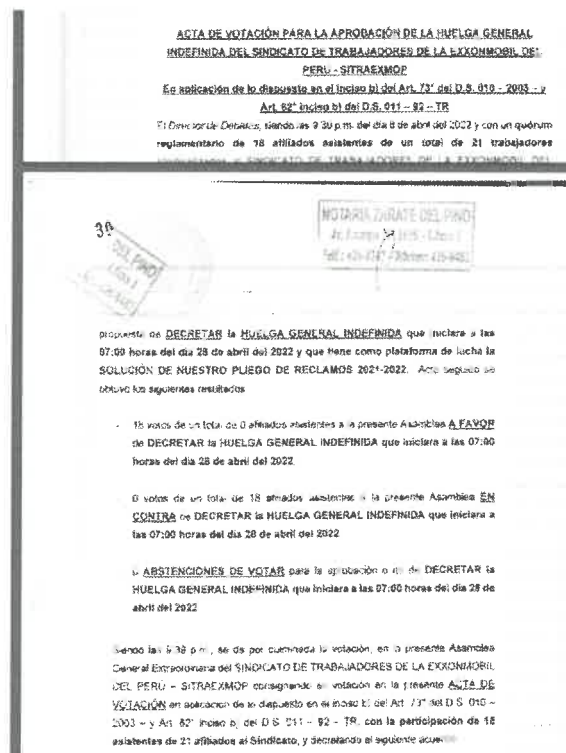 ACTA DE VOTACIÓN PARA LA APROBACIÓN DE LA HUELGA GENERAL
INDEFINIDA DEL SINDICATO DE TRABAJADORES DE LA EXXONMOBIL DEL
PERU - SITRAEXMOP
En aplicación de lo dispuesto en el inciso b) del Art. 73° del D.S. 010 - 2003 - y
Art. 62° inciso b) del D.S. 011 – 92 – TR
El Director de Debates, siendo las 9:30 p.m. del día 8 de abril del 2022 y con un quórum
reglamentario de 18 afiliados asistentes de un total de 21 trabajadores
SINDICATO DE TRABAJADORES DE LA EXXONMOBIL DEL
30
NOTARIA ZARATE DEL PINO
DEL PINO
propuesta de DECRETAR la HUELGA GENERAL INDEFINIDA que iniciara a las
07:00 horas del día 28 de abril del 2022 y que tiene como plataforma de lucha la
SOLUCIÓN DE NUESTRO PLIEGO DE RECLAMOS 2021-2022. Acto seguido se
obtuvo los siguientes resultados
- 18 votos de un total de 0 afiliados asistentes a la presente Asamblea A FAVOR
de DECRETAR la HUELGA GENERAL INDEFINIDA que iniciara a las 07:00
horas del día 28 de abril del 2022.
0 votos de un total de 18 afiliados asistentes a la presente Asamblea EN
CONTRA de DECRETAR la HUELGA GENERAL INDEFINIDA que iniciara a
las 07:00 horas del día 28 de abril del 2022
ABSTENCIONES DE VOTAR para la aprobación o no de DECRETAR la
HUELGA GENERAL INDEFINIDA que iniciara a las 07:00 horas del día 28 de
abril del 2022
Siendo las 9:38 p.m., se da por culminada la votación, en la presente Asamblea
General Extraordinaria del SINDICATO DE TRABAJADORES DE LA EXXONMOBIL
DEL PERÚ – SITRAEXMOP consignando la votación en la presente ACTA DE
VOTACIÓN en aplicación de lo dispuesto en el inciso b) del Art. 73° del D.S. 010 –
2003 – y Art. 62° inciso b) del D.S. 011 – 92 – TR, con la participación de 18
asistentes de 21 afiliados al Sindicato, y decretando el siguiente acuerdo